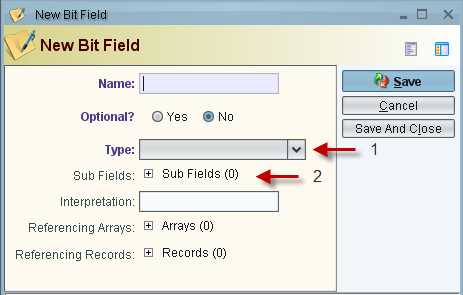 New Bit Field
New Bit Field
Name:
Save
Optional? Yes No
Cancel
Save And Close
Type: 1
Sub Fields: Sub Fields (0) 2
Interpretation:
Referencing Arrays: Arrays (0)
Referencing Records: Records (0)